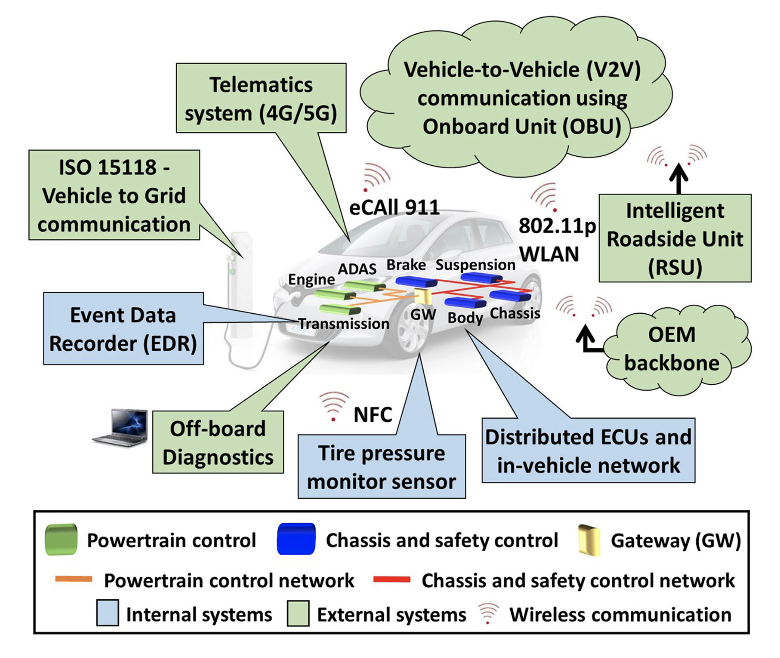 Telematics
system (4G/5G)
Vehicle-to-Vehicle (V2V)
communication using
Onboard Unit (OBU)
ISO 15118 -
Vehicle to Grid
communication
eCAll 911
802.11p
WLAN
Intelligent
Roadside Unit
(RSU)
Engine
ADAS
Brake
Suspension
Transmission
GW
Body
Chassis
Event Data
Recorder (EDR)
OEM
backbone
Off-board
Diagnostics
NFC
Tire pressure
monitor sensor
Distributed ECUs and
in-vehicle network
Powertrain control
Chassis and safety control
Gateway (GW)
Powertrain control network
Chassis and safety control network
Internal systems
External systems
Wireless communication